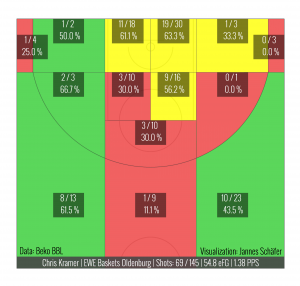 1 / 2
50.0 %
11 / 18
61.1 %
19 / 30
63.3 %
1 / 3
33.3 %
1 / 4
25.0 %
0 / 3
0.0 %
2 / 3
66.7 %
3 / 10
30.0 %
9 / 16
56.2 %
0 / 1
0.0 %
3 / 10
30.0 %
8 / 13
61.5 %
1 / 9
11.1 %
10 / 23
43.5 %
Data: Beko BBL
Visualization: Jannes Schäfer
Chris Kramer | EWE Baskets Oldenburg | Shots: 69 / 145 | 54.8 eFG | 1.38 PPS